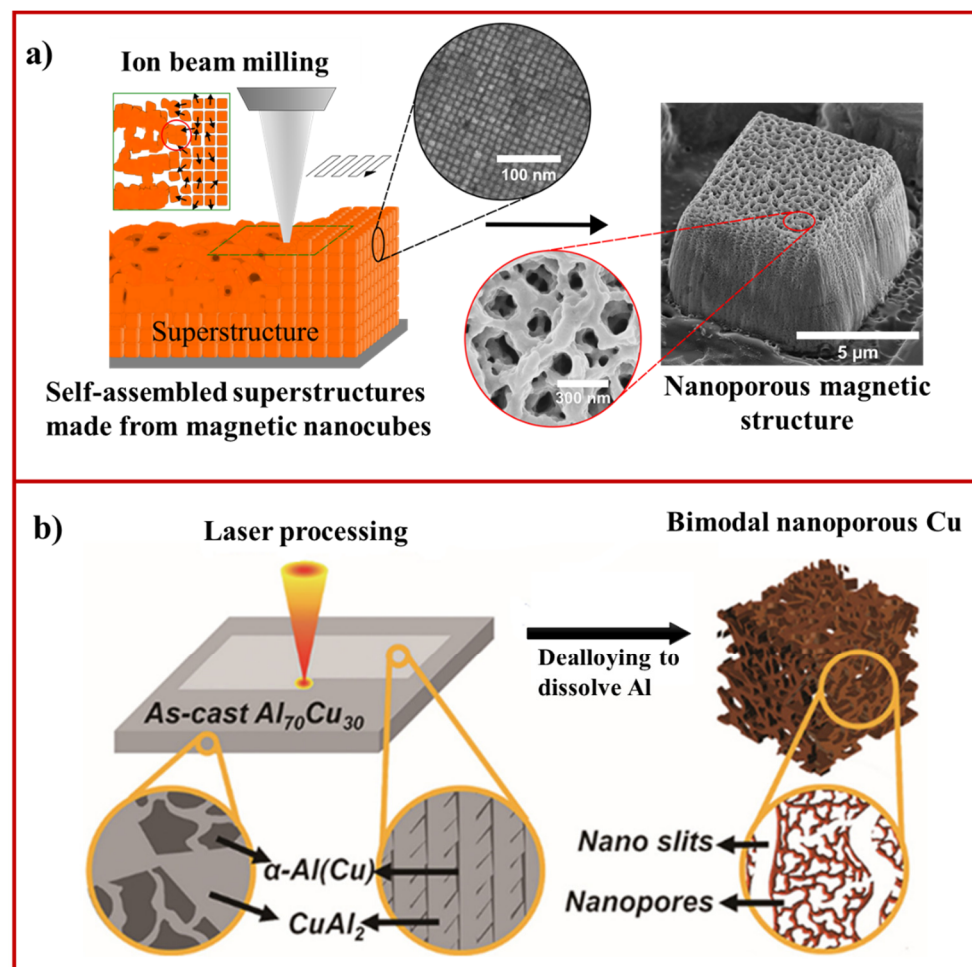 a)
Ion beam milling
100 nm
Superstructure
300 nm
5 µm
Self-assembled superstructures
made from magnetic nanocubes
Nanoporous magnetic
structure
b)
Laser processing
Bimodal nanoporous Cu
Dealloying to
dissolve Al
As-cast Al₇₀Cu₃₀
α-Al(Cu)
CuAl₂
Nano slits
Nanopores